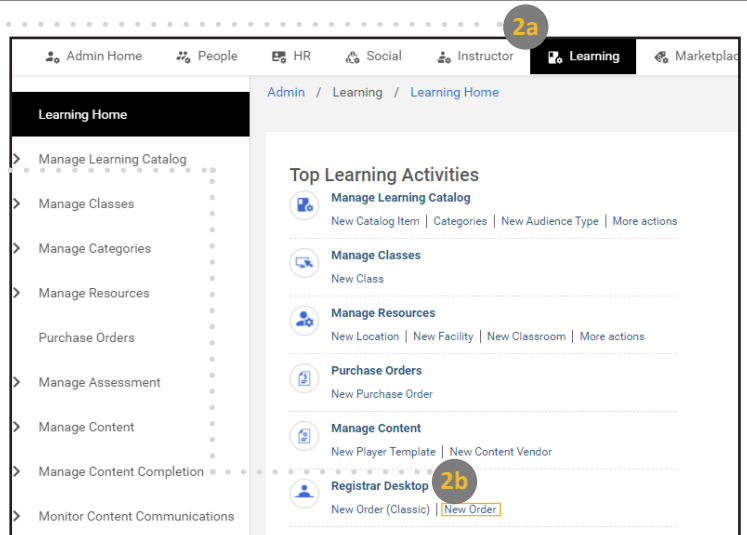 2a
Admin Home People HR Social Instructor Learning Marketplac
Admin / Learning / Learning Home
Learning Home
Manage Learning Catalog
Manage Classes
Manage Categories
Manage Resources
Purchase Orders
Manage Assessment
Manage Content
Manage Content Completion
Monitor Content Communications
Top Learning Activities
Manage Learning Catalog
New Catalog Item | Categories | New Audience Type | More actions
Manage Classes
New Class
Manage Resources
New Location | New Facility | New Classroom | More actions
Purchase Orders
New Purchase Order
Manage Content
New Player Template | New Content Vendor
Registrar Desktop 2b
New Order (Classic) | New Order